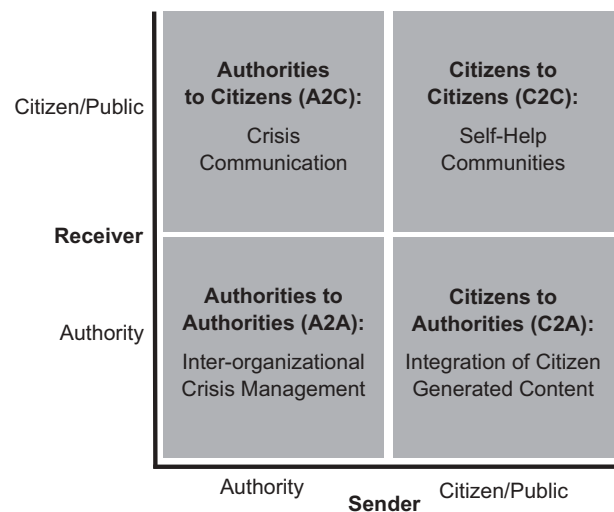 Citizen/Public
Authorities
to Citizens (A2C):
Crisis
Communication
Citizens to
Citizens (C2C):
Self-Help
Communities
Receiver
Authority
Authorities to
Authorities (A2A):
Inter-organizational
Crisis Management
Citizens to
Authorities (C2A):
Integration of Citizen
Generated Content
Authority
Citizen/Public
Sender